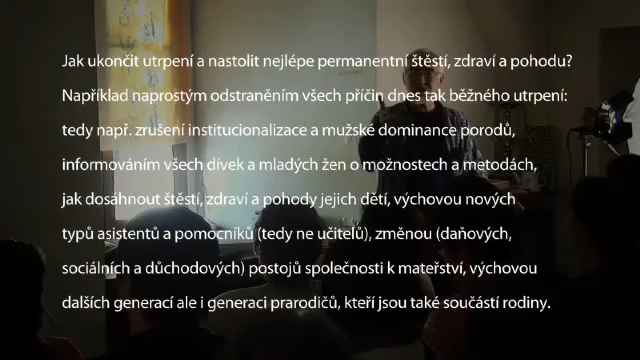 Jak ukončit utrpení a nastolit nejlépe permanentní štěstí, zdraví a pohodu?
Například naprostým odstraněním všech příčin dnes tak běžného utrpení:
tedy např. zrušení institucionalizace a mužské dominance porodů,
informováním všech dívek a mladých žen o možnostech a metodách,
jak dosáhnout štěstí, zdraví a pohody jejich dětí, výchovou nových
typů asistentů a pomocníků (tedy ne učitelů), změnou (daňových,
sociálních a důchodových) postojů společnosti k mateřství, výchovou
dalších generací ale i generaci prarodičů, kteří jsou také součástí rodiny.